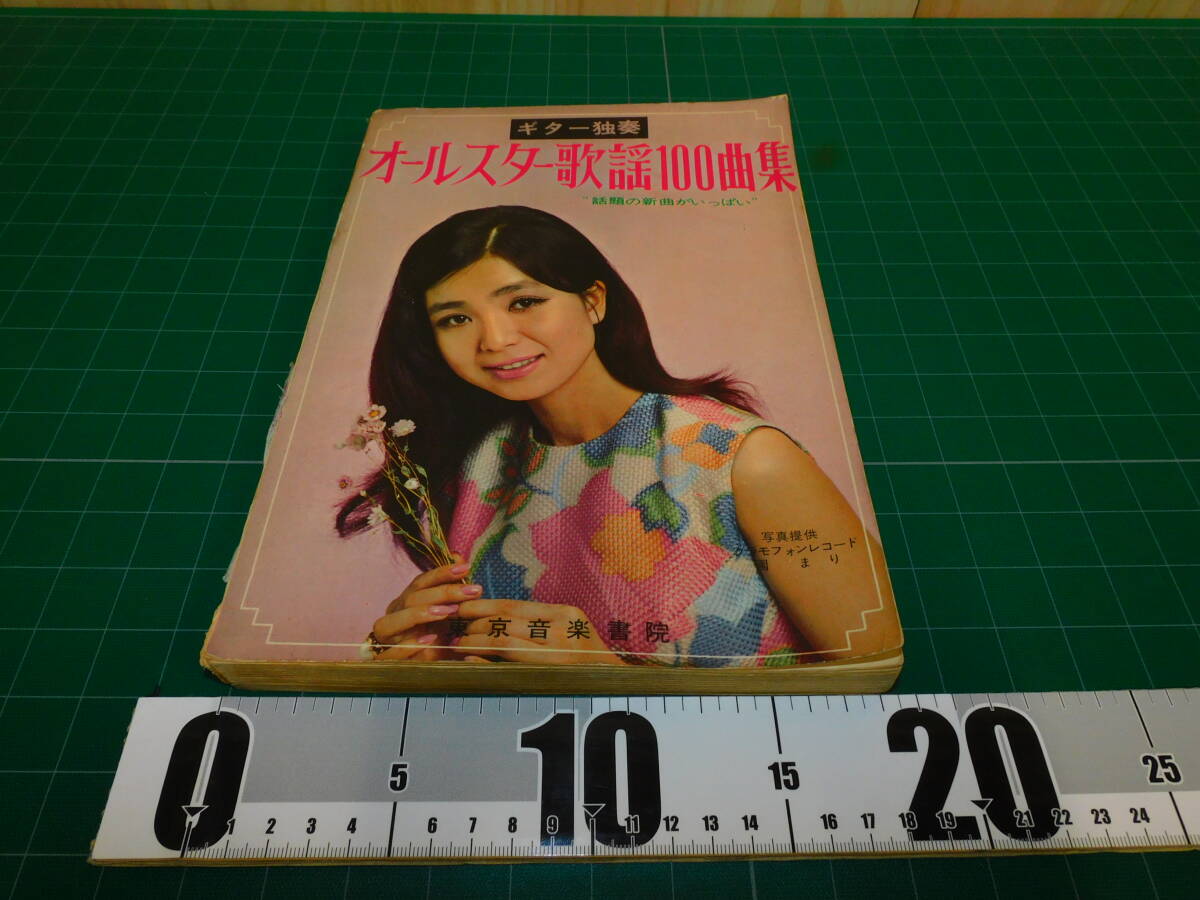 ギター独奏
オールスター歌謡100曲集
"話題の新曲がいっぱい"
写真提供
モフォンレコード
まり
東京音楽書院
0 5 10 15 20 25
1 2 3 4 6 7 8 9 11 12 13 14 16 17 18 19 21 22 23 24